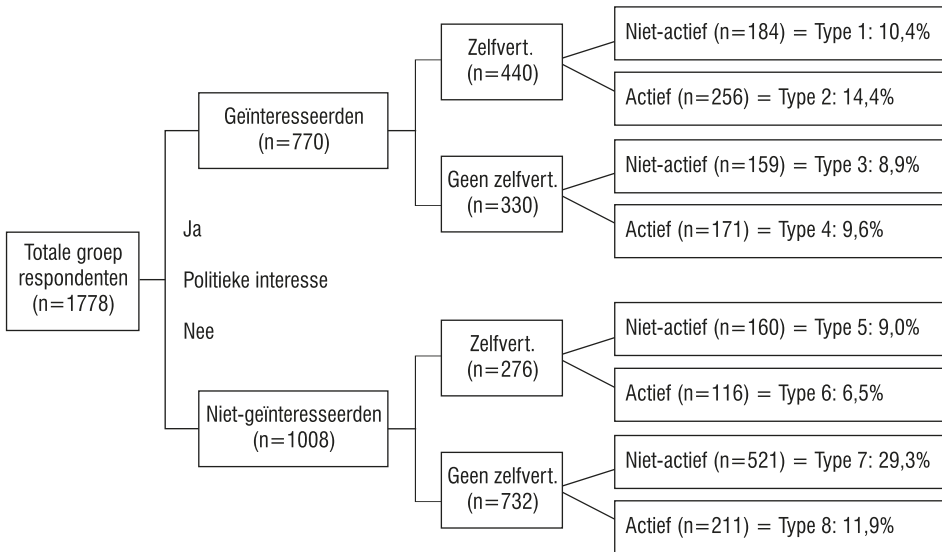 Totale groep
respondenten
(n=1778)
Ja
Politieke interesse
Nee
Geïnteresseerden
(n=770)
Zelfvert.
(n=440)
Niet-actief (n=184) = Type 1: 10,4%
Actief (n=256) = Type 2: 14,4%
Geen zelfvert.
(n=330)
Niet-actief (n=159) = Type 3: 8,9%
Actief (n=171) = Type 4: 9,6%
Niet-geïnteresseerden
(n=1008)
Zelfvert.
(n=276)
Niet-actief (n=160) = Type 5: 9,0%
Actief (n=116) = Type 6: 6,5%
Geen zelfvert.
(n=732)
Niet-actief (n=521) = Type 7: 29,3%
Actief (n=211) = Type 8: 11,9%